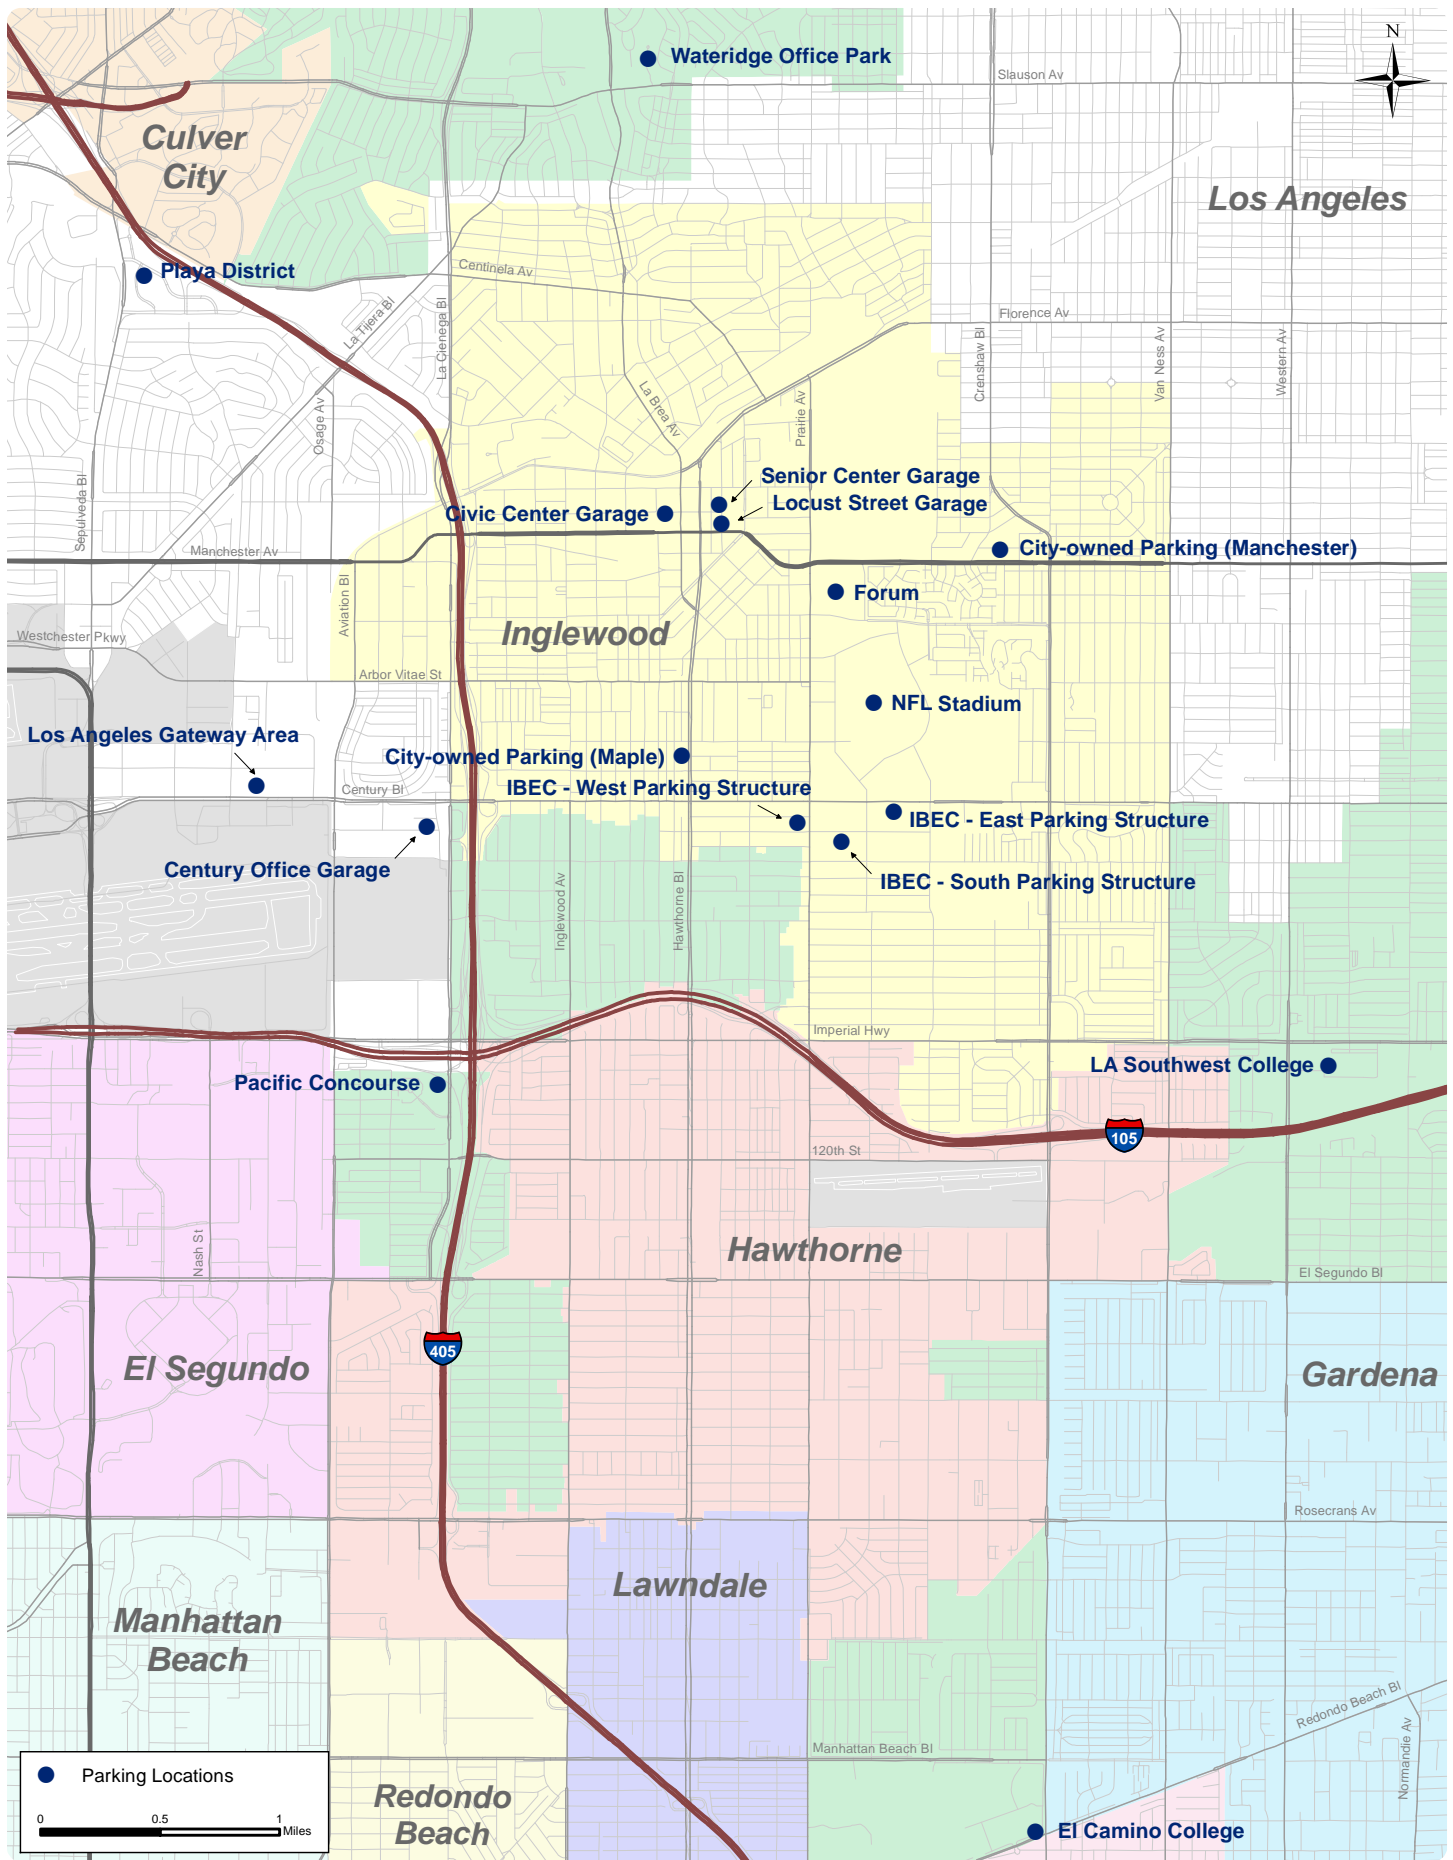 N
Wateridge Office Park
Slauson Av
Culver
City
Los Angeles
Playa District
Centinela Av
La Tijera Bl
La Cienega Bl
Florence Av
Crenshaw Bl
Van Ness Av
Western Av
La Brea Av
Prairie Av
Osage Av
Sepulveda Bl
Senior Center Garage
Locust Street Garage
Civic Center Garage
Manchester Av
City-owned Parking (Manchester)
Aviation Bl
Forum
Inglewood
Westchester Pkwy
Arbor Vitae St
NFL Stadium
Los Angeles Gateway Area
City-owned Parking (Maple)
Century Bl
IBEC - West Parking Structure
IBEC - East Parking Structure
Century Office Garage
IBEC - South Parking Structure
Inglewood Av
Hawthorne Bl
Imperial Hwy
LA Southwest College
Pacific Concourse
105
120th St
Nash St
Hawthorne
El Segundo Bl
405
El Segundo
Gardena
Rosecrans Av
Lawndale
Manhattan
Beach
Redondo Beach Bl
Normandie Av
Manhattan Beach Bl
Parking Locations
0 0.5 1
Miles
Redondo
Beach
El Camino College